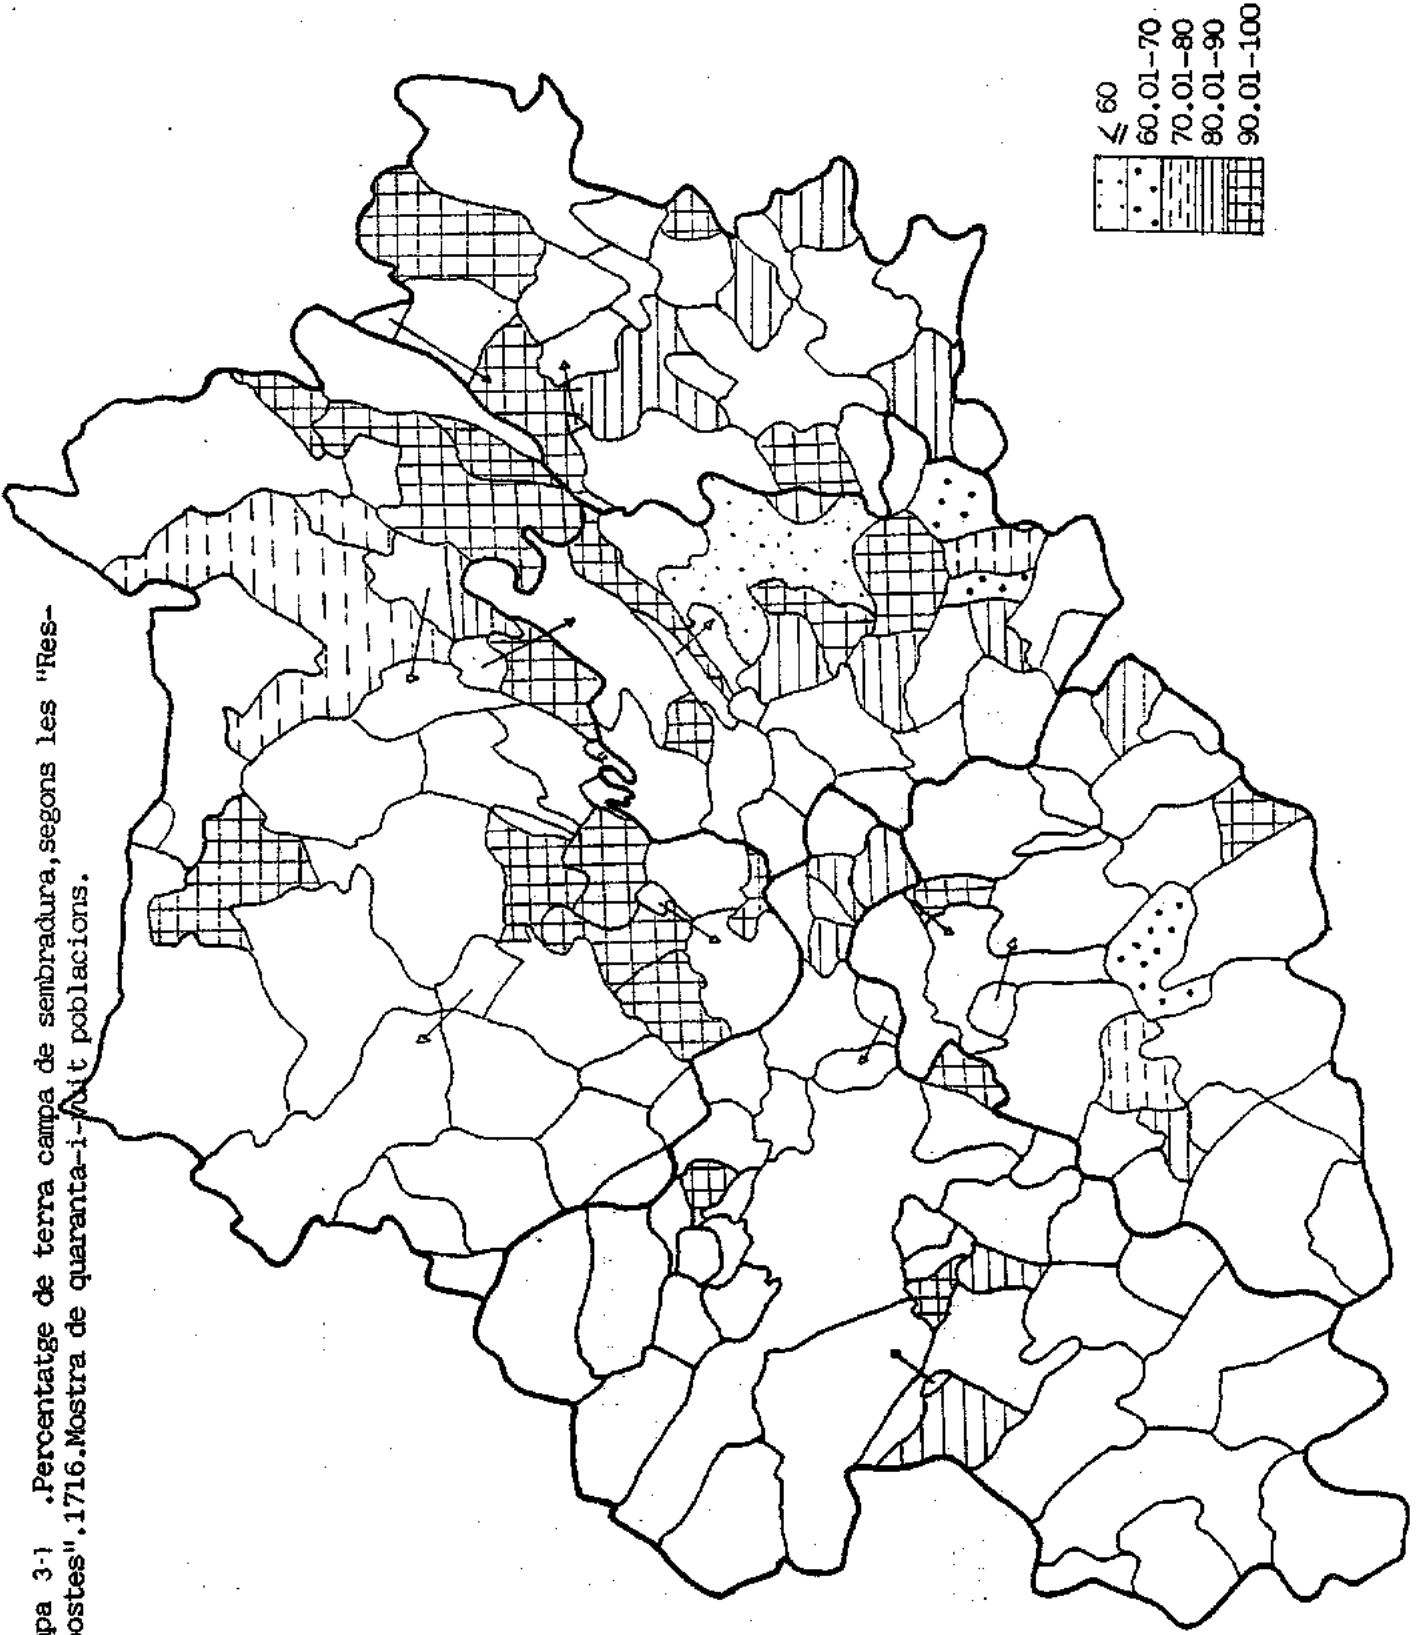 pa 3-1 .Percentatge de terra campa de sembradura,segons les "Res-
postes".1716.Mostra de quaranta-i-vuit poblacions.
≤ 60
60.01-70
70.01-80
80.01-90
90.01-100